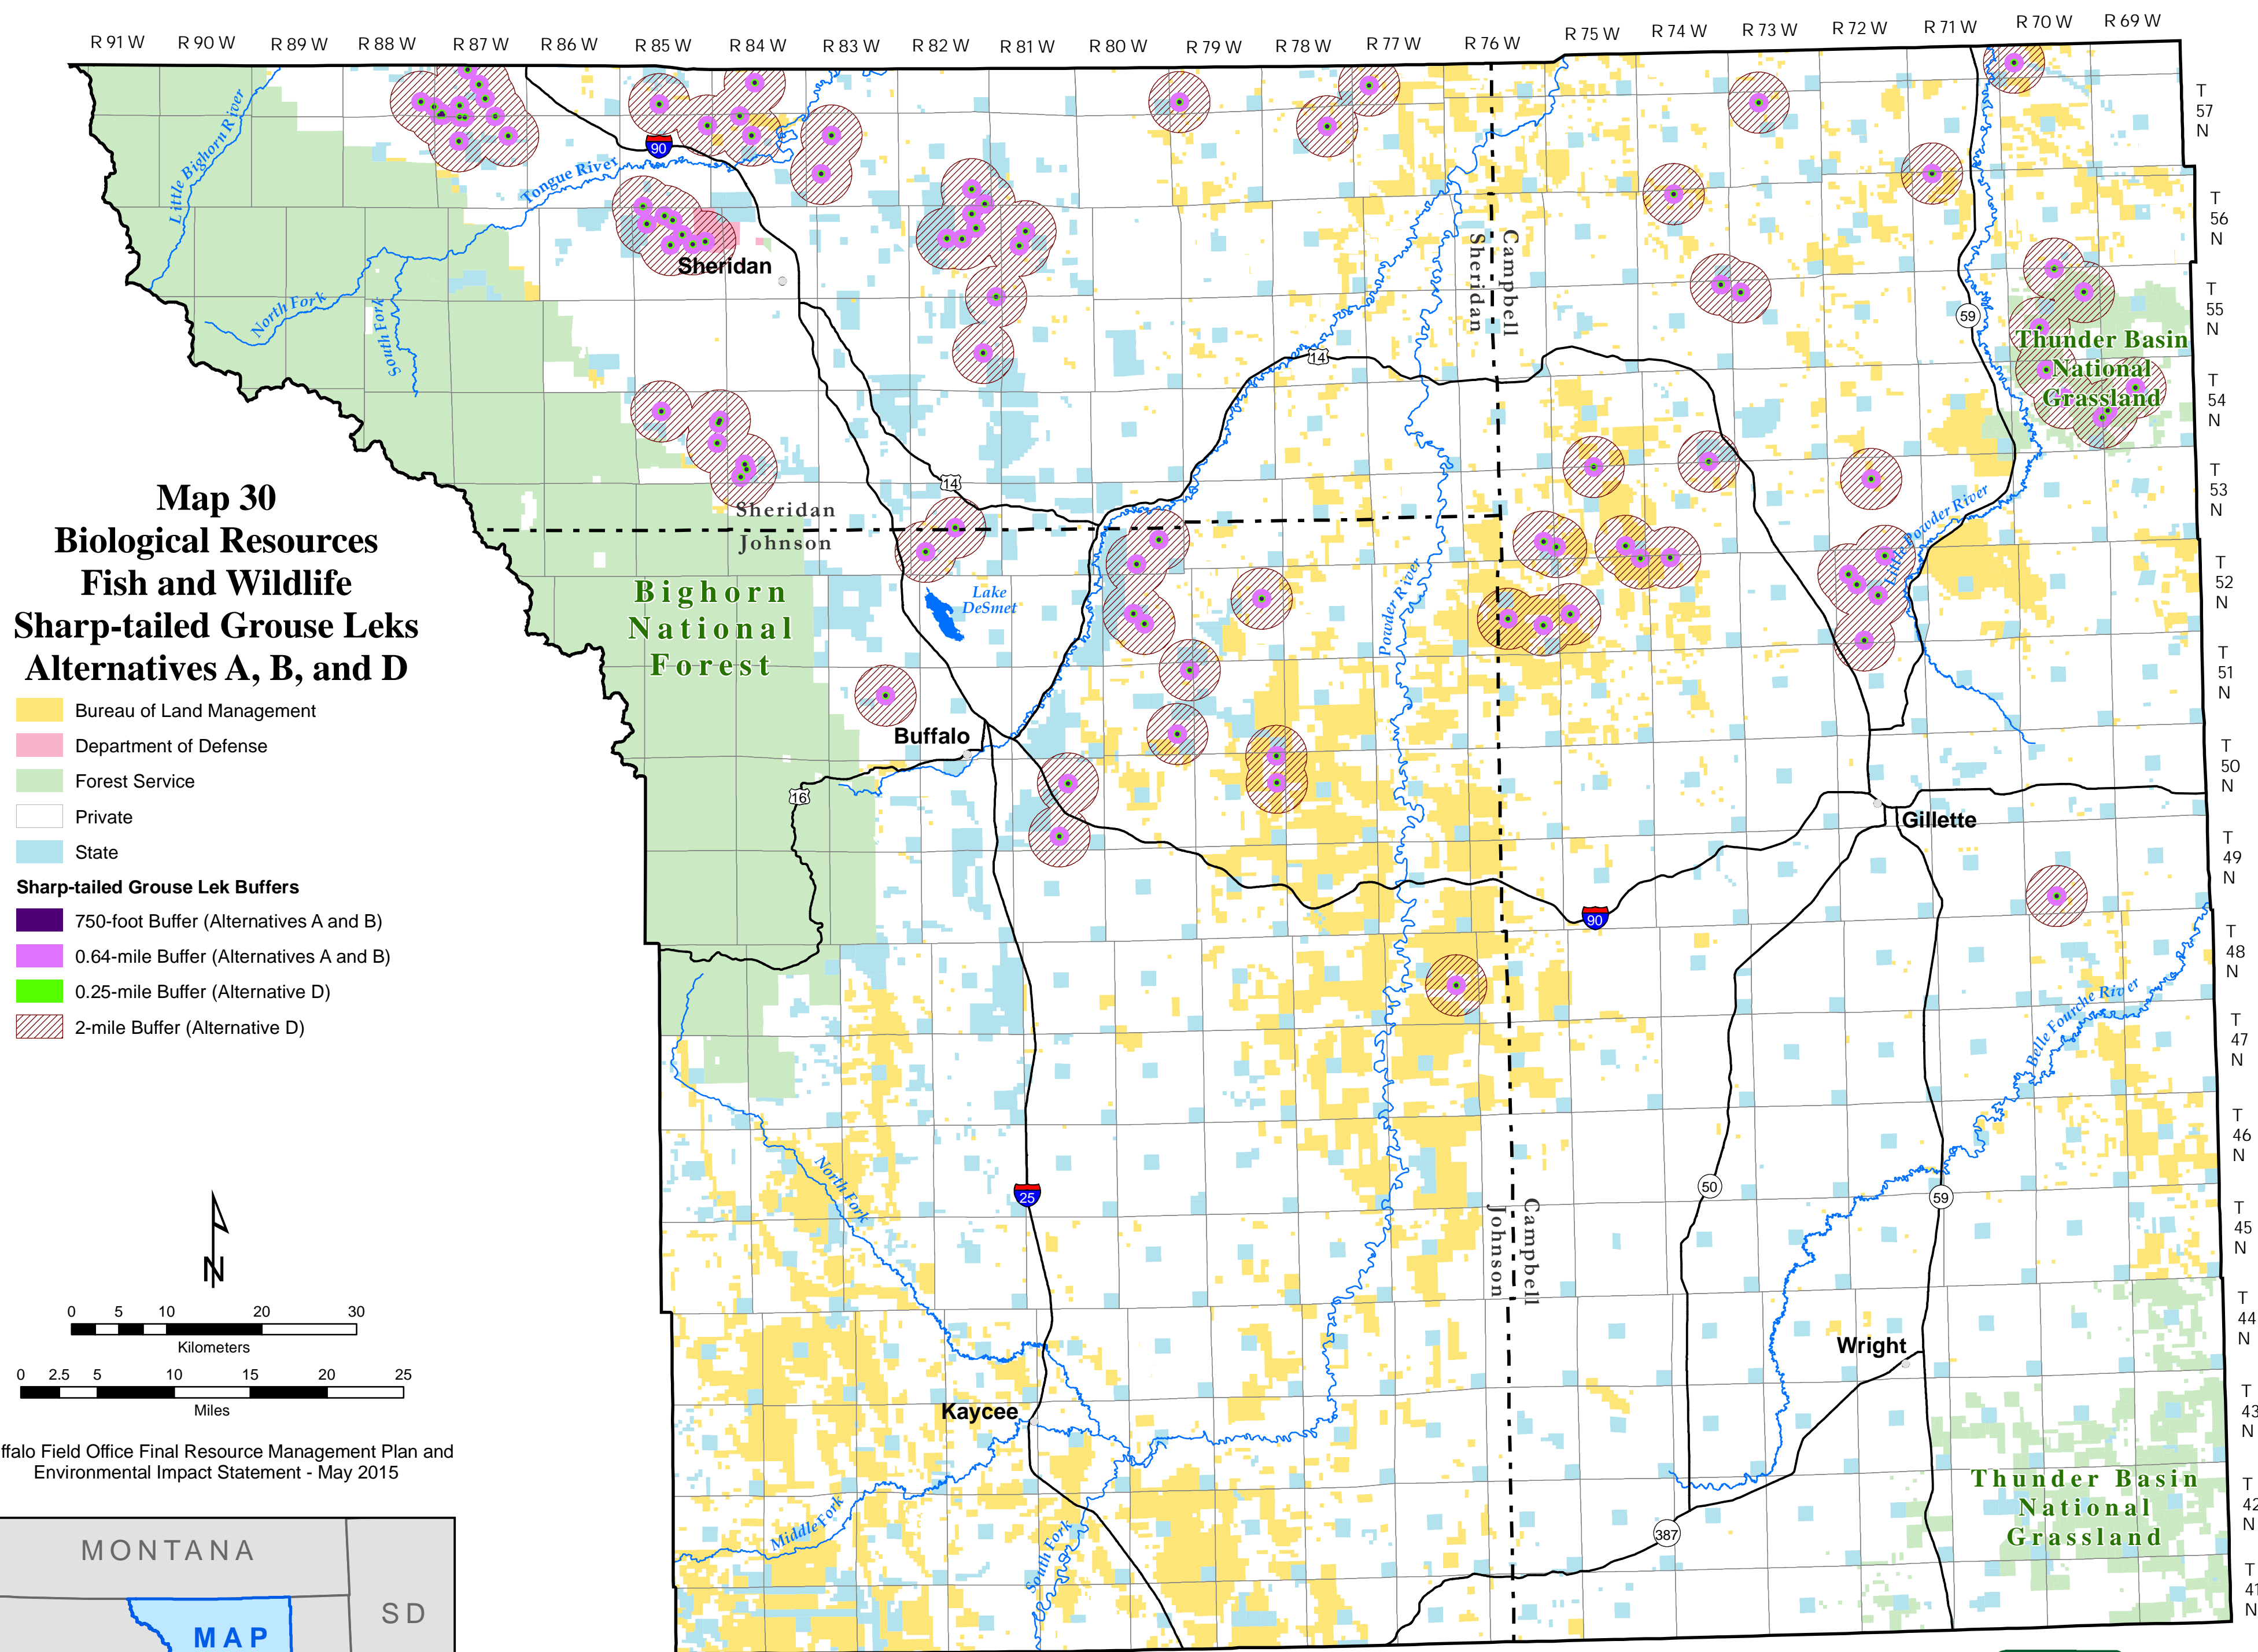 R 91 W R 90 W R 89 W R 88 W R 87 W R 86 W R 85 W R 84 W R 83 W R 82 W R 81 W R 80 W R 79 W R 78 W R 77 W R 76 W R 75 W R 74 W R 73 W R 72 W R 71 W R 70 W R 69 W
T
57
N
T
56
N
T
55
N
T
54
N
T
53
N
T
52
N
T
51
N
T
50
N
T
49
N
T
48
N
T
47
N
T
46
N
T
45
N
T
44
N
T
43
N
T
42
N
T
41
N
Little Bighorn River
Tongue River
90
North Fork
South Fork
Sheridan
Sheridan
Campbell
14
59
Thunder Basin
National
Grassland
14
Sheridan
Johnson
Little Powder River
Powder River
Bighorn
National
Forest
Lake
DeSmet
Buffalo
16
Gillette
90
Belle Fourche River
North Fork
25
50
59
Johnson
Campbell
Wright
Kaycee
Middle Fork
South Fork
387
Thunder Basin
National
Grassland
Map 30
Biological Resources
Fish and Wildlife
Sharp-tailed Grouse Leks
Alternatives A, B, and D
Bureau of Land Management
Department of Defense
Forest Service
Private
State
Sharp-tailed Grouse Lek Buffers
750-foot Buffer (Alternatives A and B)
0.64-mile Buffer (Alternatives A and B)
0.25-mile Buffer (Alternative D)
2-mile Buffer (Alternative D)
N
0 5 10 20 30
Kilometers
0 2.5 5 10 15 20 25
Miles
ffalo Field Office Final Resource Management Plan and
Environmental Impact Statement - May 2015
MONTANA
SD
MAP